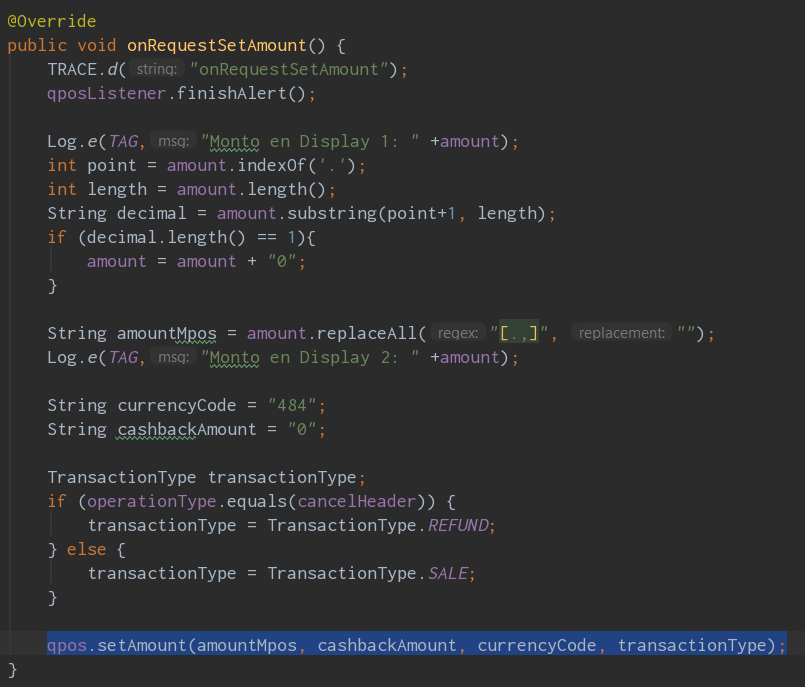 @Override
public void onRequestSetAmount() {
TRACE.d( string: "onRequestSetAmount");
qposListener.finishAlert();
Log.e(TAG, msg: "Monto en Display 1: " +amount);
int point = amount.indexOf('.');
int length = amount.length();
String decimal = amount.substring(point+1, length);
if (decimal.length() == 1){
amount = amount + "0";
}
String amountMpos = amount.replaceAll( regex: "[.,]", replacement: "");
Log.e(TAG, msg: "Monto en Display 2: " +amount);
String currencyCode = "484";
String cashbackAmount = "0";
TransactionType transactionType;
if (operationType.equals(cancelHeader)) {
transactionType = TransactionType.REFUND;
} else {
transactionType = TransactionType.SALE;
}
qpos.setAmount(amountMpos, cashbackAmount, currencyCode, transactionType);
}